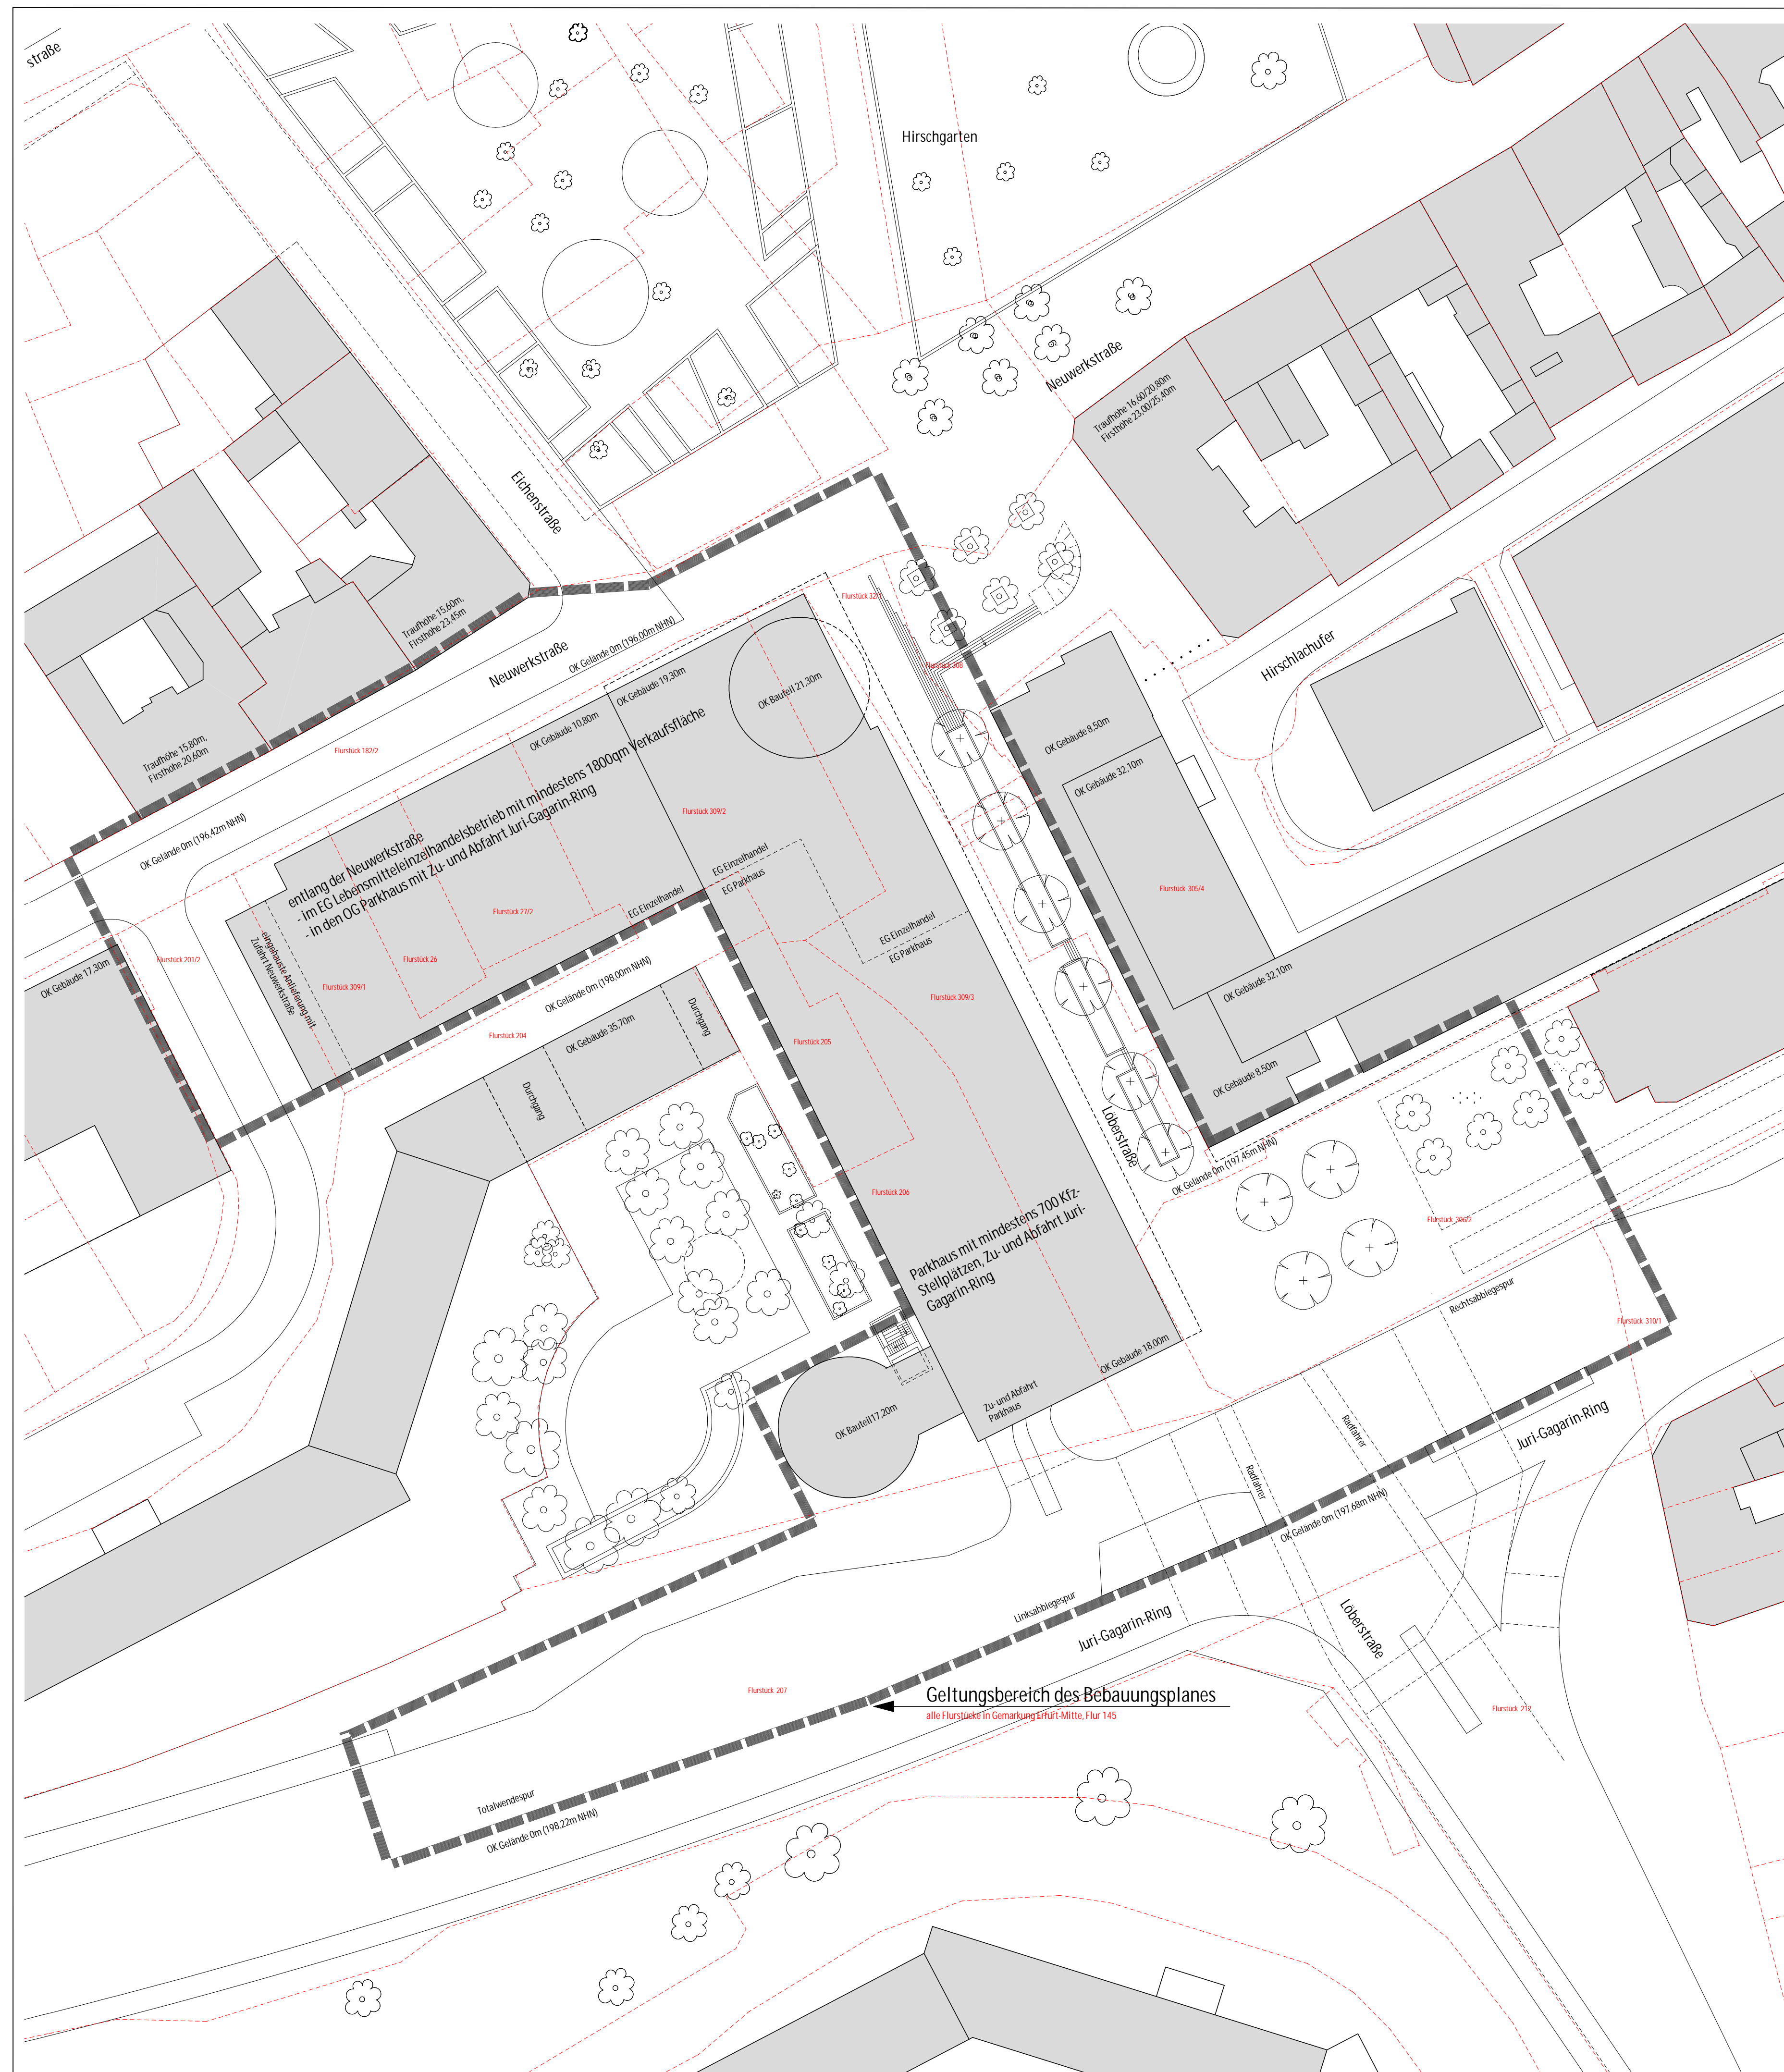 straße
Hirschgarten
Neuwerkstraße
Traufhöhe 16,60/20,80m
Firsthöhe 23,00/25,40m
Eichenstraße
Traufhöhe 15,60m,
Firsthöhe 23,45m
Neuwerkstraße
OK Gelände 0m (196,00m NHN)
Flurstück 308
Hirschlachufer
Traufhöhe 15,80m,
Firsthöhe 20,60m
Flurstück 182/2
OK Gebäude 10,80m
OK Gebäude 19,30m
OK Bauteil 21,30m
OK Gebäude 8,50m
OK Gebäude 32,10m
OK Gelände 0m (196,42m NHN)
entlang der Neuwerkstraße
- im EG Lebensmitteleinzelhandelsbetrieb mit mindestens 1800qm Verkaufsfläche
- in den OG Parkhaus mit Zu- und Abfahrt Juri-Gagarin-Ring
Flurstück 309/2
EG Einzelhandel
EG Parkhaus
EG Einzelhandel
Flurstück 27/2
Flurstück 305/4
EG Einzelhandel
EG Parkhaus
eingehauste Anlieferung mit
Zufahrt Neuwerkstraße
Flurstück 201/2
Flurstück 26
Flurstück 309/1
OK Gebäude 17,30m
OK Gelände 0m (198,00m NHN)
Flurstück 309/3
OK Gebäude 32,10m
Flurstück 204
OK Gebäude 35,70m
Durchgang
Flurstück 205
Durchgang
OK Gebäude 8,50m
Löberstraße
OK Gelände 0m (197,45m NHN)
Flurstück 206
Flurstück 306/2
Parkhaus mit mindestens 700 Kfz-
Stellplätzen, Zu- und Abfahrt Juri-
Gagarin-Ring
Rechtsabbiegespur
Flurstück 310/1
OK Gebäude 18,00m
Zu- und Abfahrt
Parkhaus
OK Bauteil17,20m
Radfahrer
Juri-Gagarin-Ring
Radfahrer
OK Gelände 0m (197,68m NHN)
Linksabbiegespur
Juri-Gagarin-Ring
Löberstraße
Flurstück 207
Geltungsbereich des Bebauungsplanes
alle Flurstücke in Gemarkung Erfurt-Mitte, Flur 145
Flurstück 212
Totalwendespur
OK Gelände 0m (198,22m NHN)